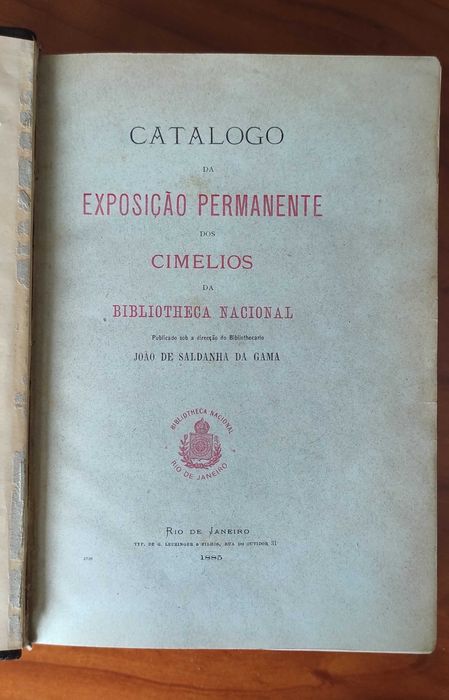 CATALOGO
DA
EXPOSIÇÃO PERMANENTE
DOS
CIMELIOS
DA
BIBLIOTHECA NACIONAL
Publicado sob a direcção do Bibliothecario
JOÃO DE SALDANHA DA GAMA
BIBLIOTHECA NACIONAL
RIO DE JANEIRO
RIO DE JANEIRO
TYP. DE G. LEUZINGER & FILHOS, RUA DO OUVIDOR 31
1885